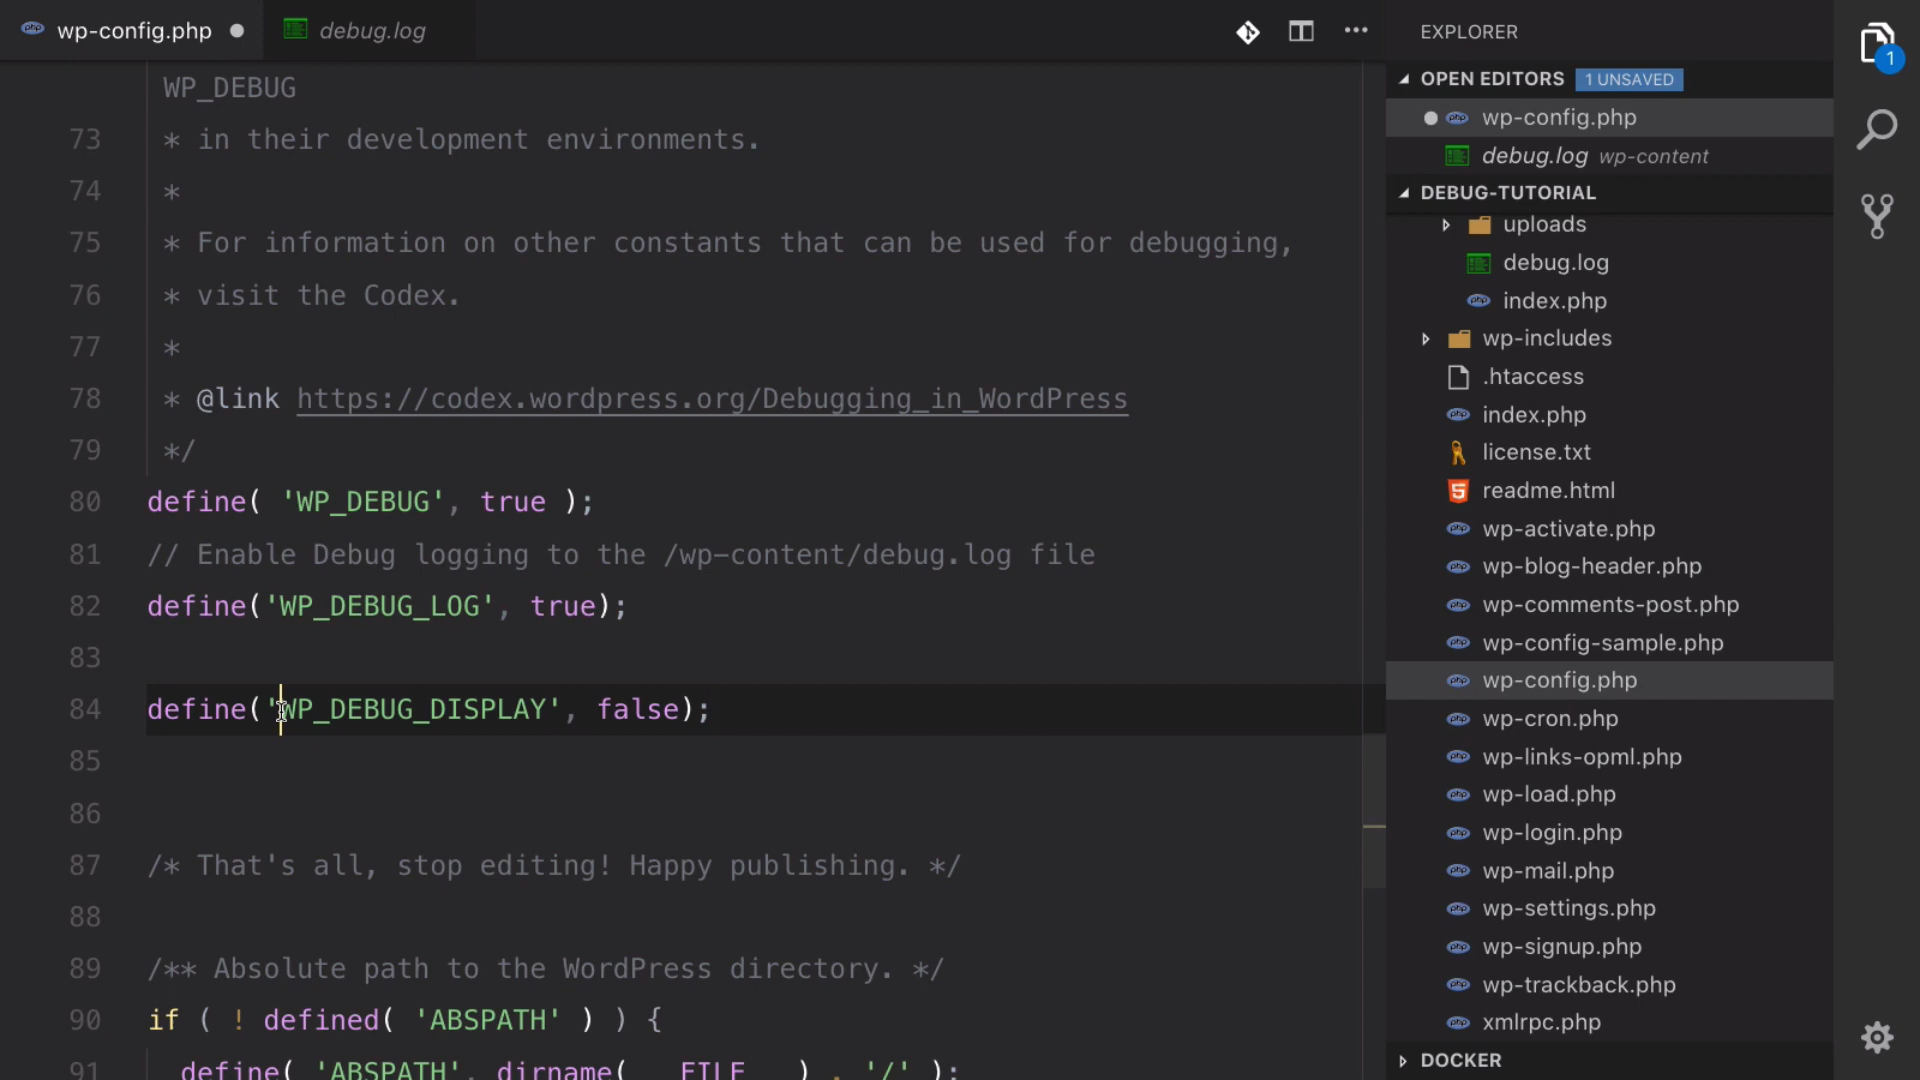 wp-config.php
debug.log
WP_DEBUG
73 * in their development environments.
74 *
75 * For information on other constants that can be used for debugging,
76 * visit the Codex.
77 *
78 * @link https://codex.wordpress.org/Debugging_in_WordPress
79 */
80 define( 'WP_DEBUG', true );
81 // Enable Debug logging to the /wp-content/debug.log file
82 define('WP_DEBUG_LOG', true);
83
84 define('WP_DEBUG_DISPLAY', false);
85
86
87 /* That's all, stop editing! Happy publishing. */
88
89 /** Absolute path to the WordPress directory. */
90 if ( ! defined( 'ABSPATH' ) ) {
91 define( 'ABSPATH', dirname( __FILE__ ) . '/' );
EXPLORER
OPEN EDITORS 1 UNSAVED
wp-config.php
debug.log wp-content
DEBUG-TUTORIAL
uploads
debug.log
index.php
wp-includes
.htaccess
index.php
license.txt
readme.html
wp-activate.php
wp-blog-header.php
wp-comments-post.php
wp-config-sample.php
wp-config.php
wp-cron.php
wp-links-opml.php
wp-load.php
wp-login.php
wp-mail.php
wp-settings.php
wp-signup.php
wp-trackback.php
xmlrpc.php
DOCKER
1